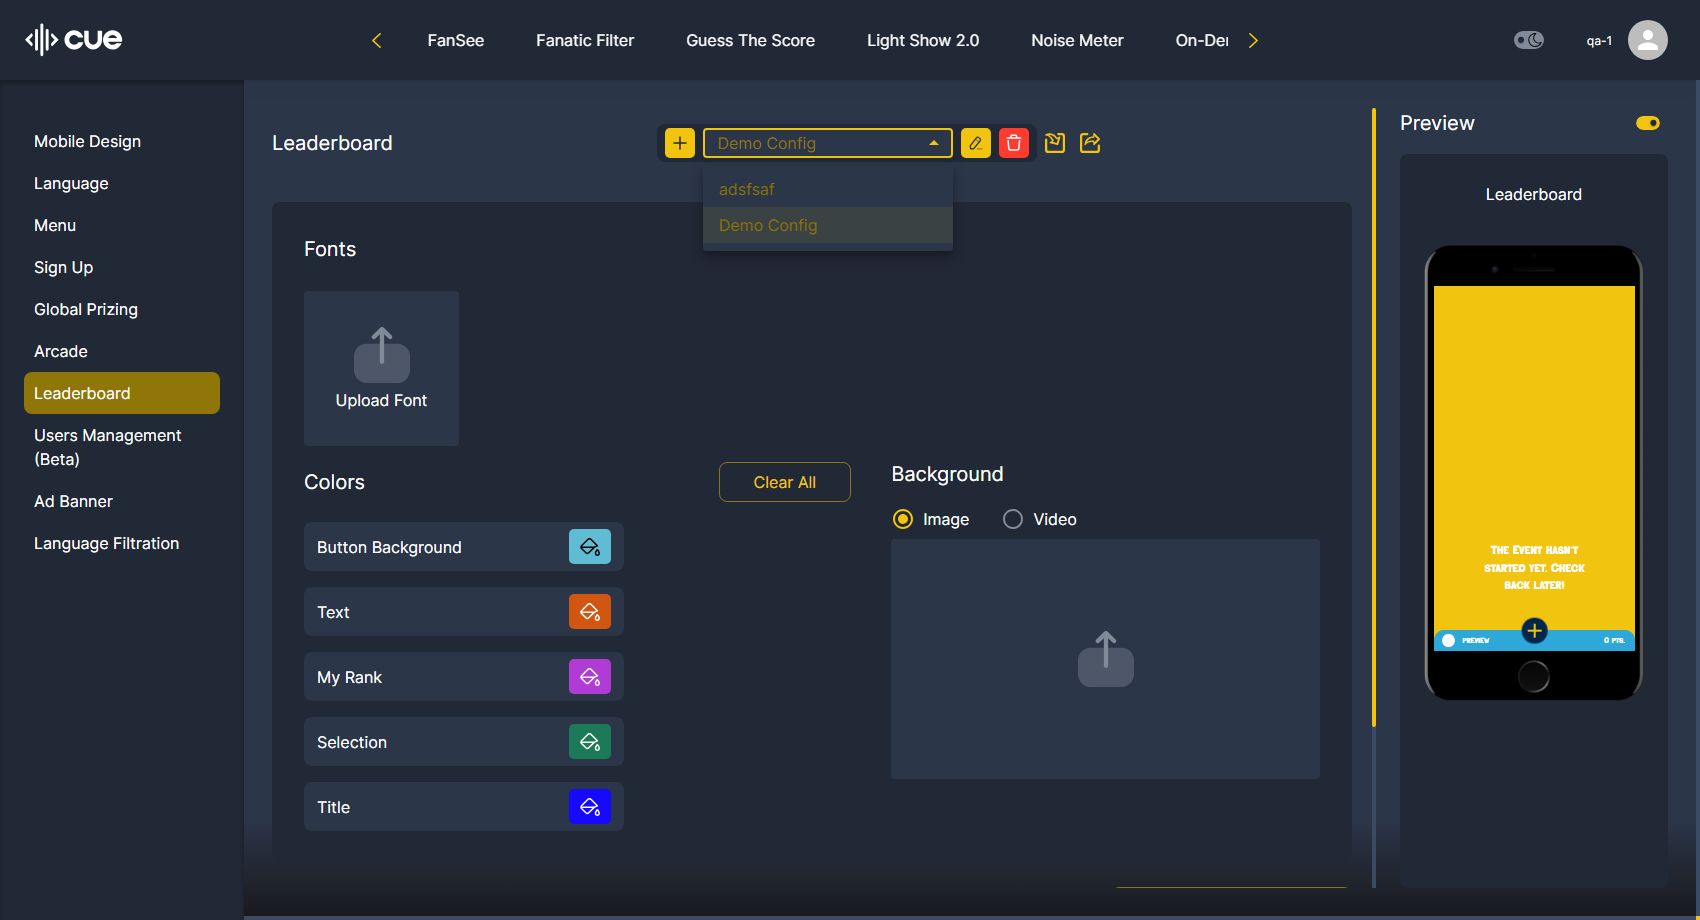 cue
FanSee
Fanatic Filter
Guess The Score
Light Show 2.0
Noise Meter
On-Der
qa-1
Mobile Design
Language
Menu
Sign Up
Global Prizing
Arcade
Leaderboard
Users Management
(Beta)
Ad Banner
Language Filtration
Leaderboard
Demo Config
adsfsaf
Demo Config
Fonts
Upload Font
Colors
Clear All
Button Background
Text
My Rank
Selection
Title
Background
Image
Video
Preview
Leaderboard
The Event hasn't
started yet. Check
back later!
PREVIEW
0 PTS.